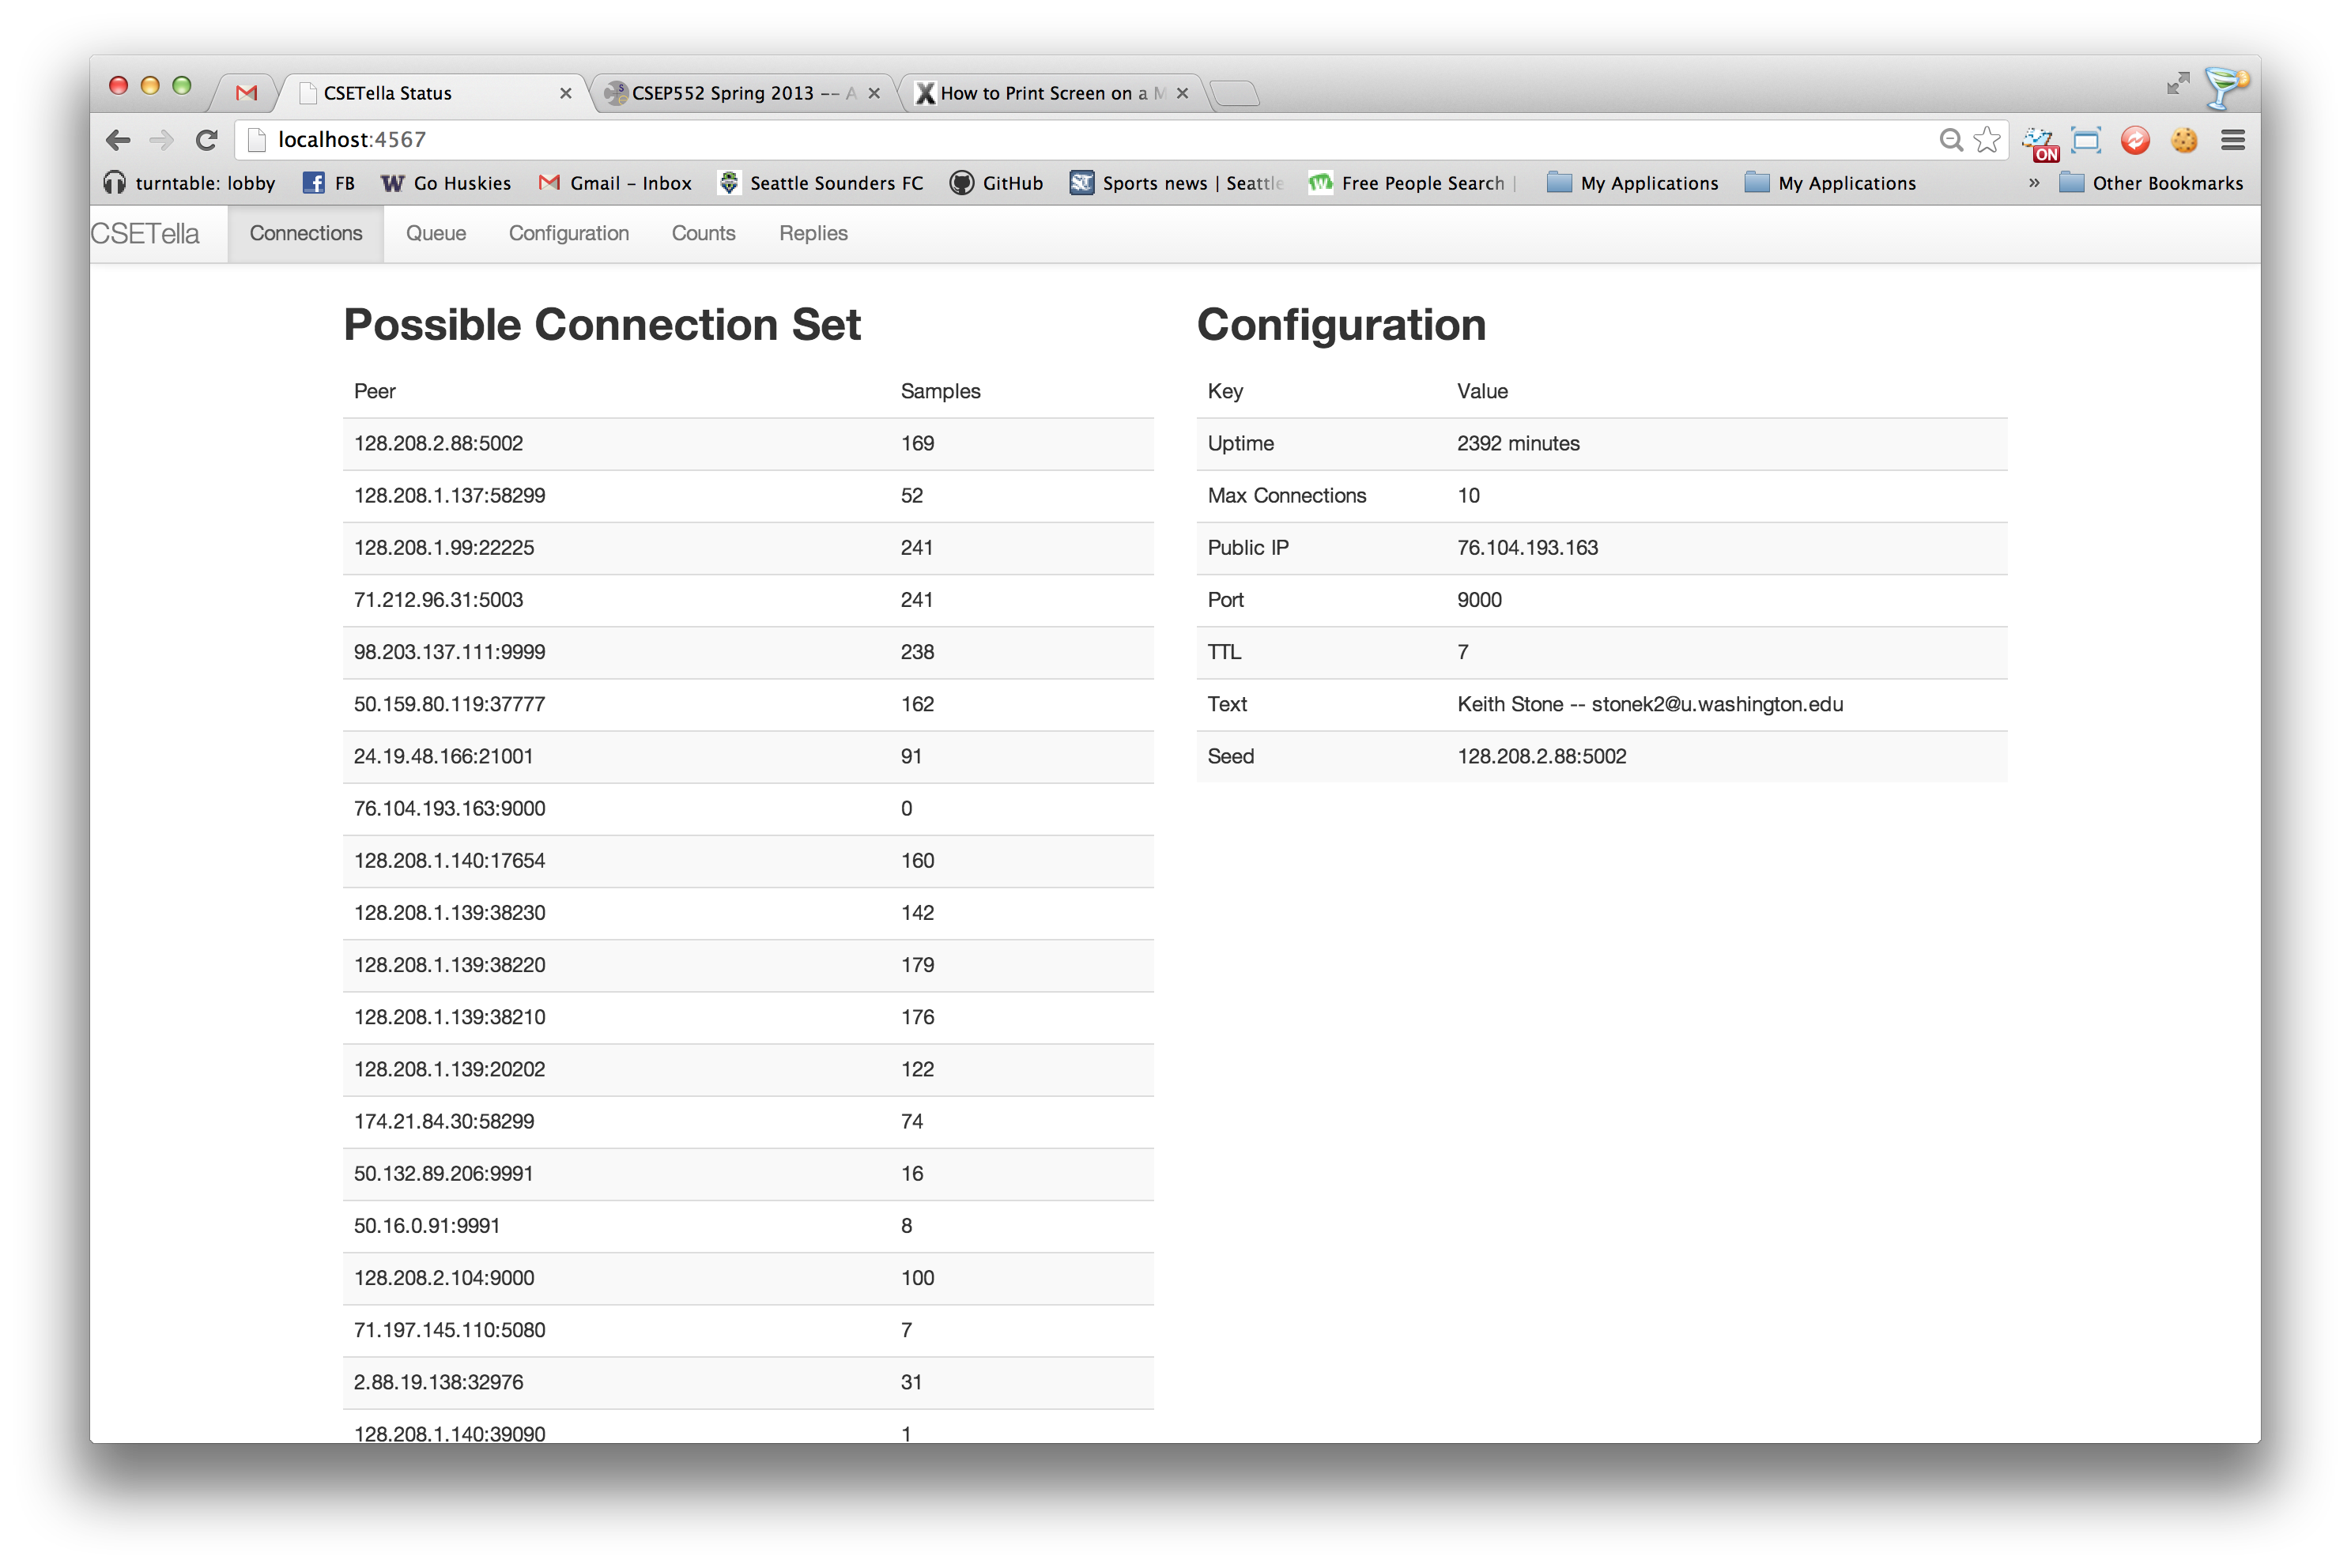 CSETella Status
CSEP552 Spring 2013 -- A
How to Print Screen on a M
localhost:4567
ON
turntable: lobby FB Go Huskies Gmail – Inbox Seattle Sounders FC GitHub Sports news | Seattle Free People Search | My Applications My Applications » Other Bookmarks
CSETella Connections Queue Configuration Counts Replies
Possible Connection Set
Peer Samples
128.208.2.88:5002 169
128.208.1.137:58299 52
128.208.1.99:22225 241
71.212.96.31:5003 241
98.203.137.111:9999 238
50.159.80.119:37777 162
24.19.48.166:21001 91
76.104.193.163:9000 0
128.208.1.140:17654 160
128.208.1.139:38230 142
128.208.1.139:38220 179
128.208.1.139:38210 176
128.208.1.139:20202 122
174.21.84.30:58299 74
50.132.89.206:9991 16
50.16.0.91:9991 8
128.208.2.104:9000 100
71.197.145.110:5080 7
2.88.19.138:32976 31
128.208.1.140:39090 1
Configuration
Key Value
Uptime 2392 minutes
Max Connections 10
Public IP 76.104.193.163
Port 9000
TTL 7
Text Keith Stone -- stonek2@u.washington.edu
Seed 128.208.2.88:5002